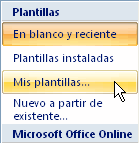 Plantillas
En blanco y reciente
Plantillas instaladas
Mis plantillas...
Nuevo a partir de
existente...
Microsoft Office Online